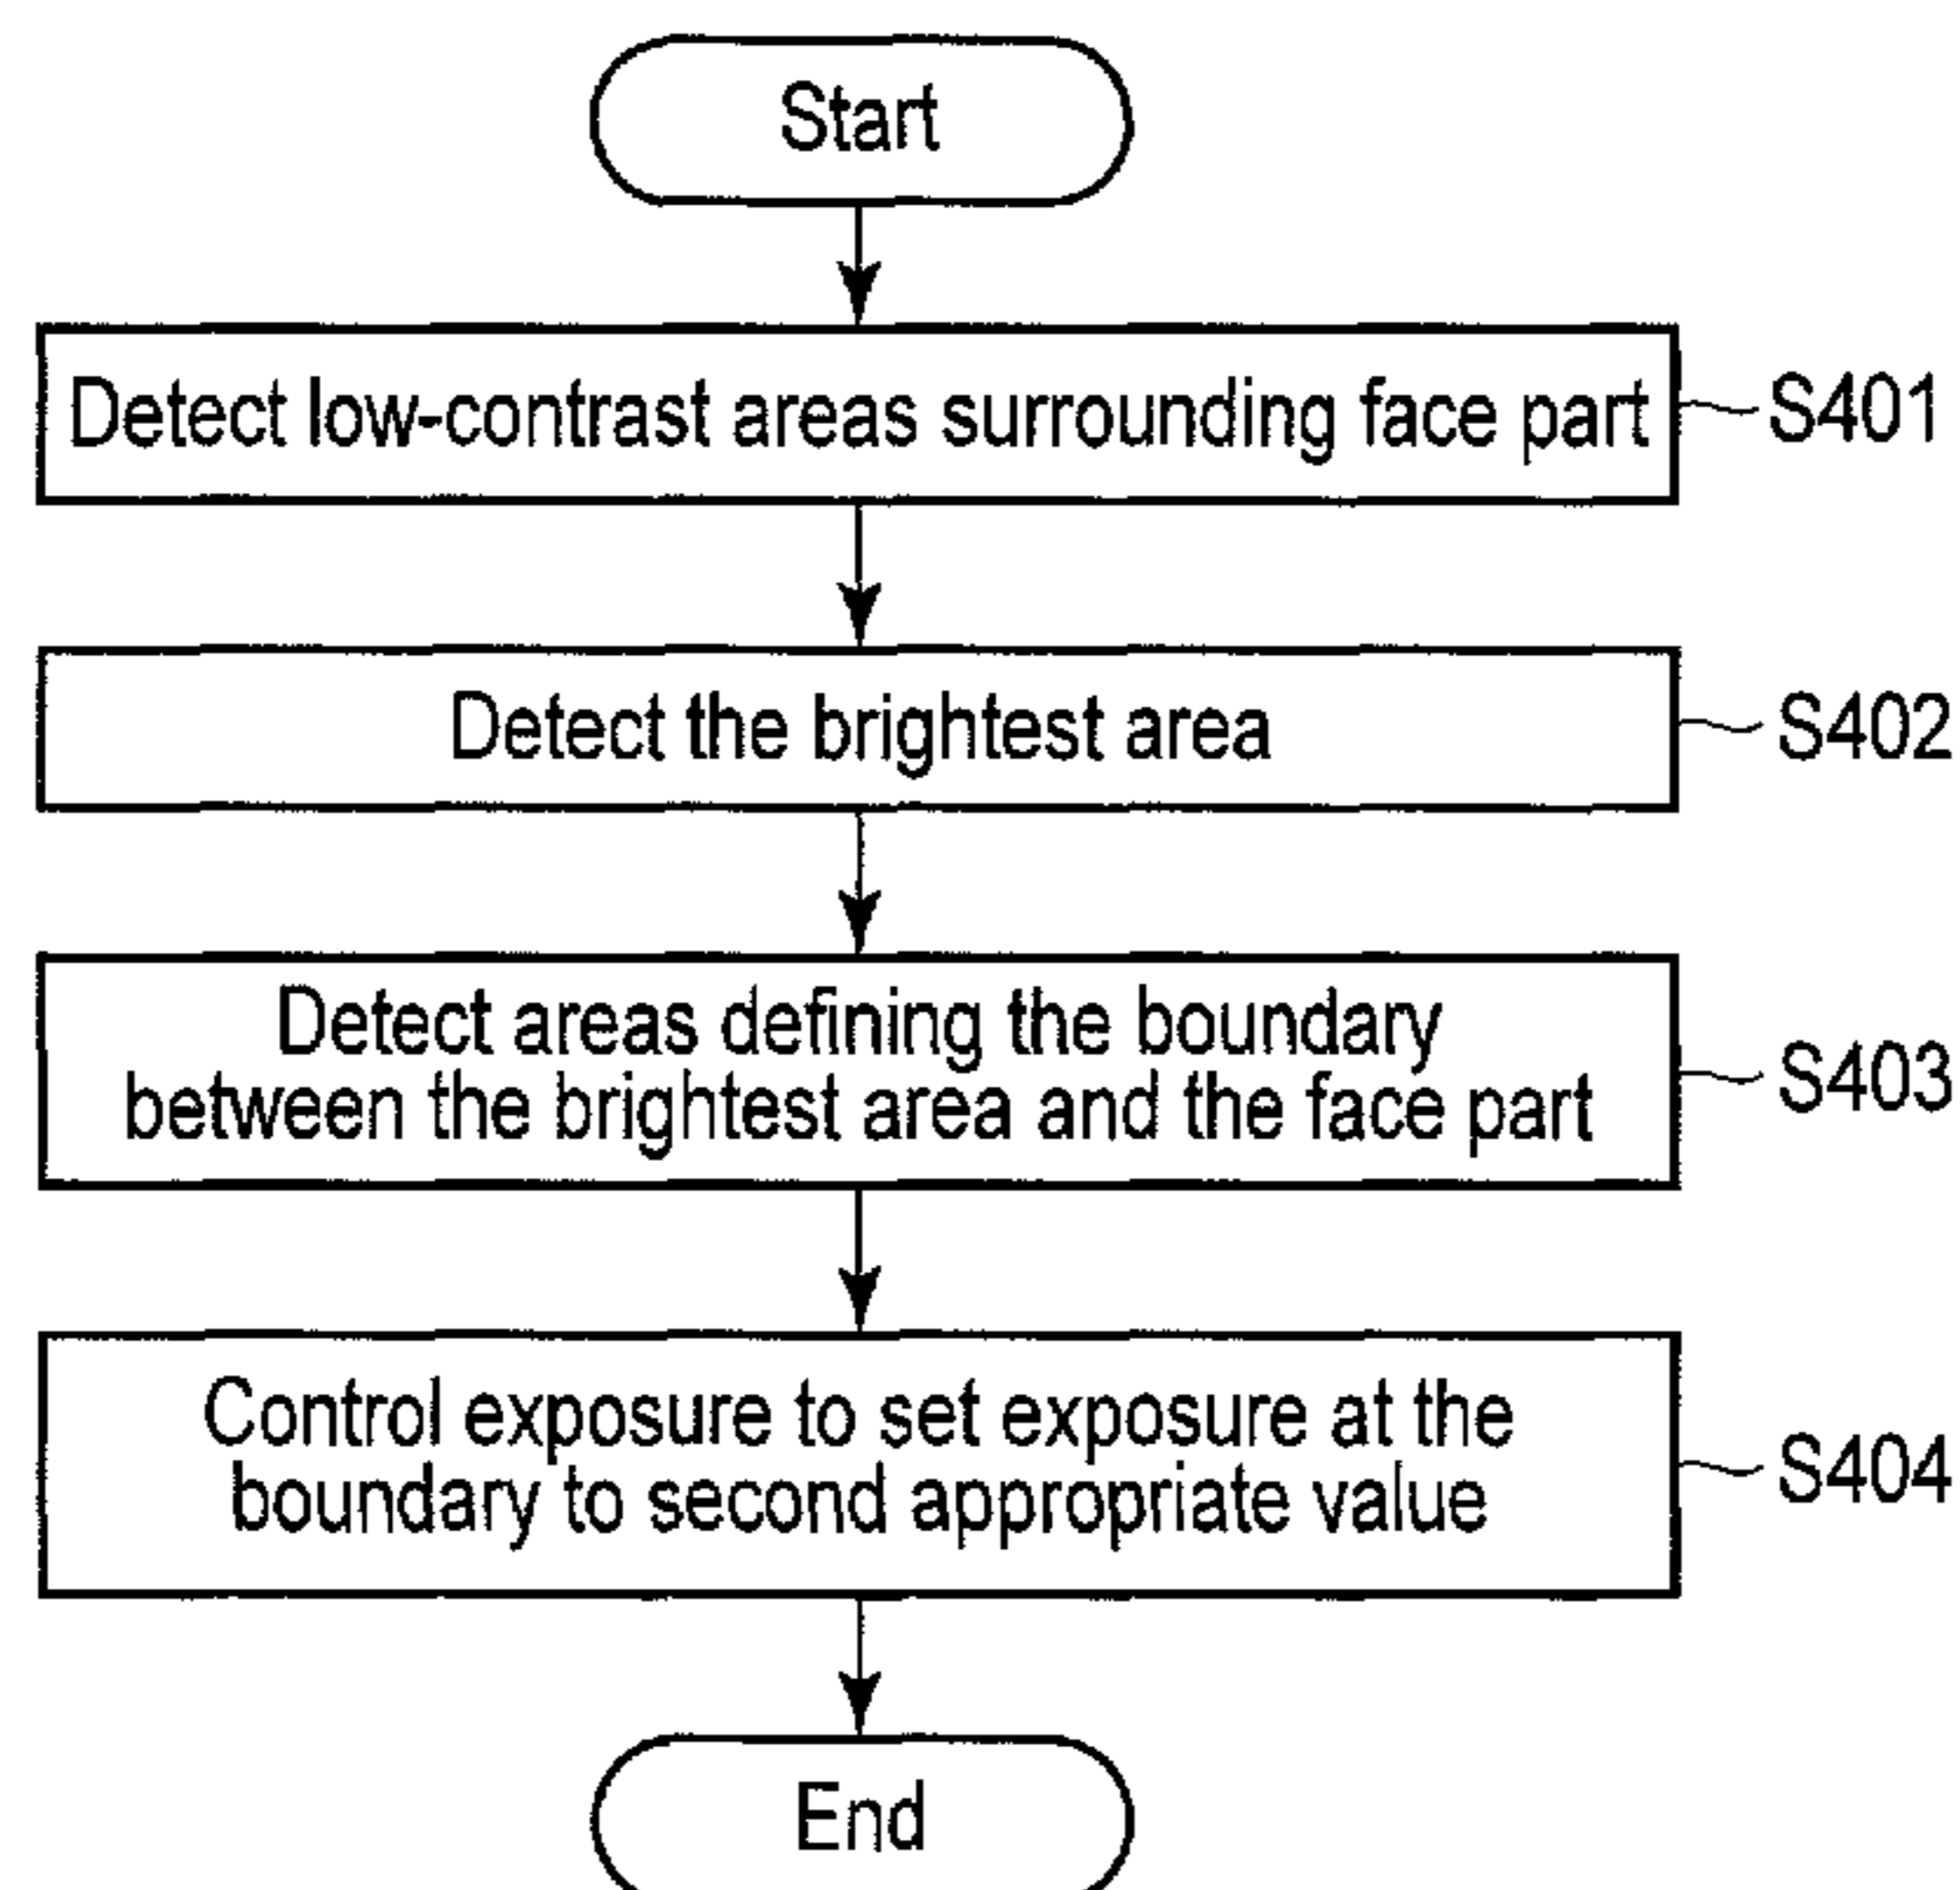 Start
Detect low-contrast areas surrounding face part
S401
Detect the brightest area
S402
Detect areas defining the boundary
between the brightest area and the face part
S403
Control exposure to set exposure at the
boundary to second appropriate value
S404
End